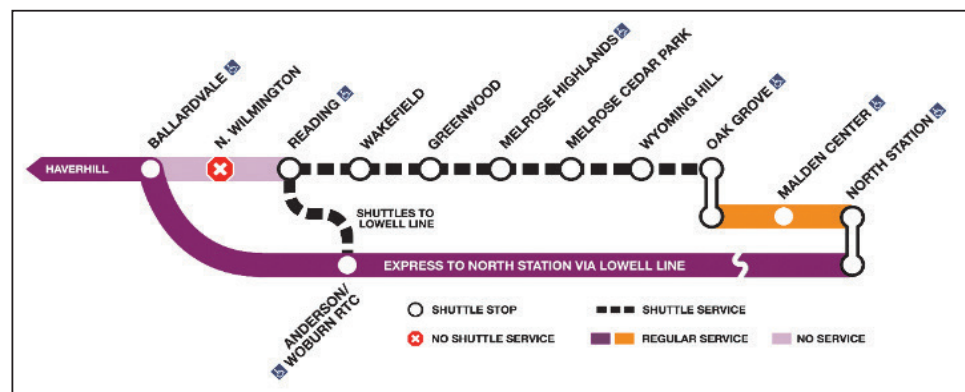 BALLARDVALE
N. WILMINGTON
READING
WAKEFIELD
GREENWOOD
MELROSE HIGHLANDS
MELROSE CEDAR PARK
WYOMING HILL
OAK GROVE
MALDEN CENTER
NORTH STATION
HAVERHILL
SHUTTLES TO
LOWELL LINE
EXPRESS TO NORTH STATION VIA LOWELL LINE
ANDERSON/
WOBURN RTC
SHUTTLE STOP
SHUTTLE SERVICE
NO SHUTTLE SERVICE
REGULAR SERVICE
NO SERVICE